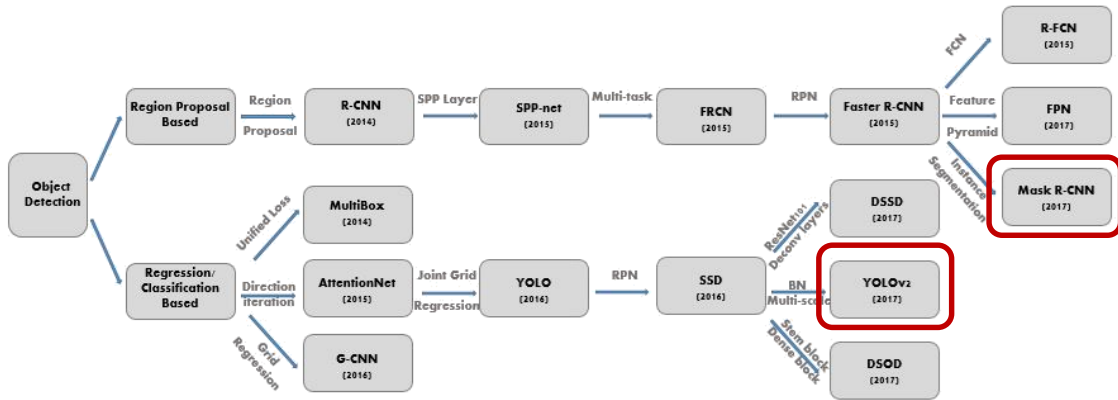 Object
Detection
Region Proposal
Based
Region
Proposal
R-CNN
[2014]
SPP Layer
SPP-net
[2015]
Multi-task
FRCN
[2015]
RPN
Faster R-CNN
[2015]
FCN
R-FCN
[2015]
Feature
Pyramid
FPN
[2017]
Instance
Segmentation
Mask R-CNN
[2017]
Regression/
Classification
Based
Unified Loss
MultiBox
[2014]
Direction
iteration
AttentionNet
[2015]
Grid
Regression
G-CNN
[2016]
Joint Grid
Regression
YOLO
[2016]
RPN
SSD
[2016]
ResNet101
Deconv layers
DSSD
[2017]
BN
Multi-scale
YOLOv2
[2017]
Stem block
Dense block
DSOD
[2017]